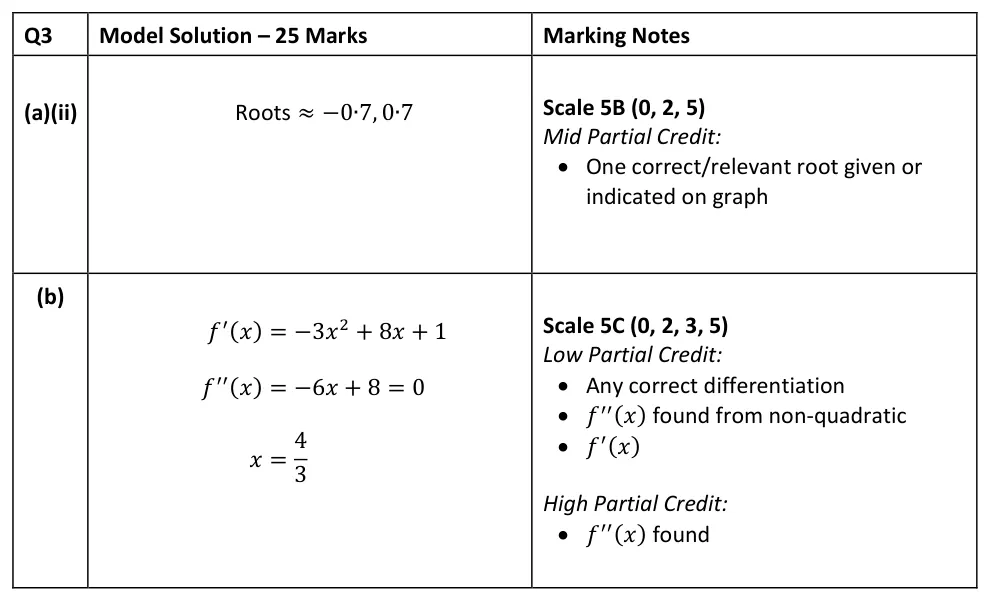 Q3 Model Solution – 25 Marks Marking Notes
(a)(ii) Roots ≈ −0·7, 0·7
Scale 5B (0, 2, 5)
Mid Partial Credit:
• One correct/relevant root given or
indicated on graph
(b)
f′(x) = −3x² + 8x + 1
f′′(x) = −6x + 8 = 0
x = 4/3
Scale 5C (0, 2, 3, 5)
Low Partial Credit:
• Any correct differentiation
• f′′(x) found from non-quadratic
• f′(x)
High Partial Credit:
• f′′(x) found